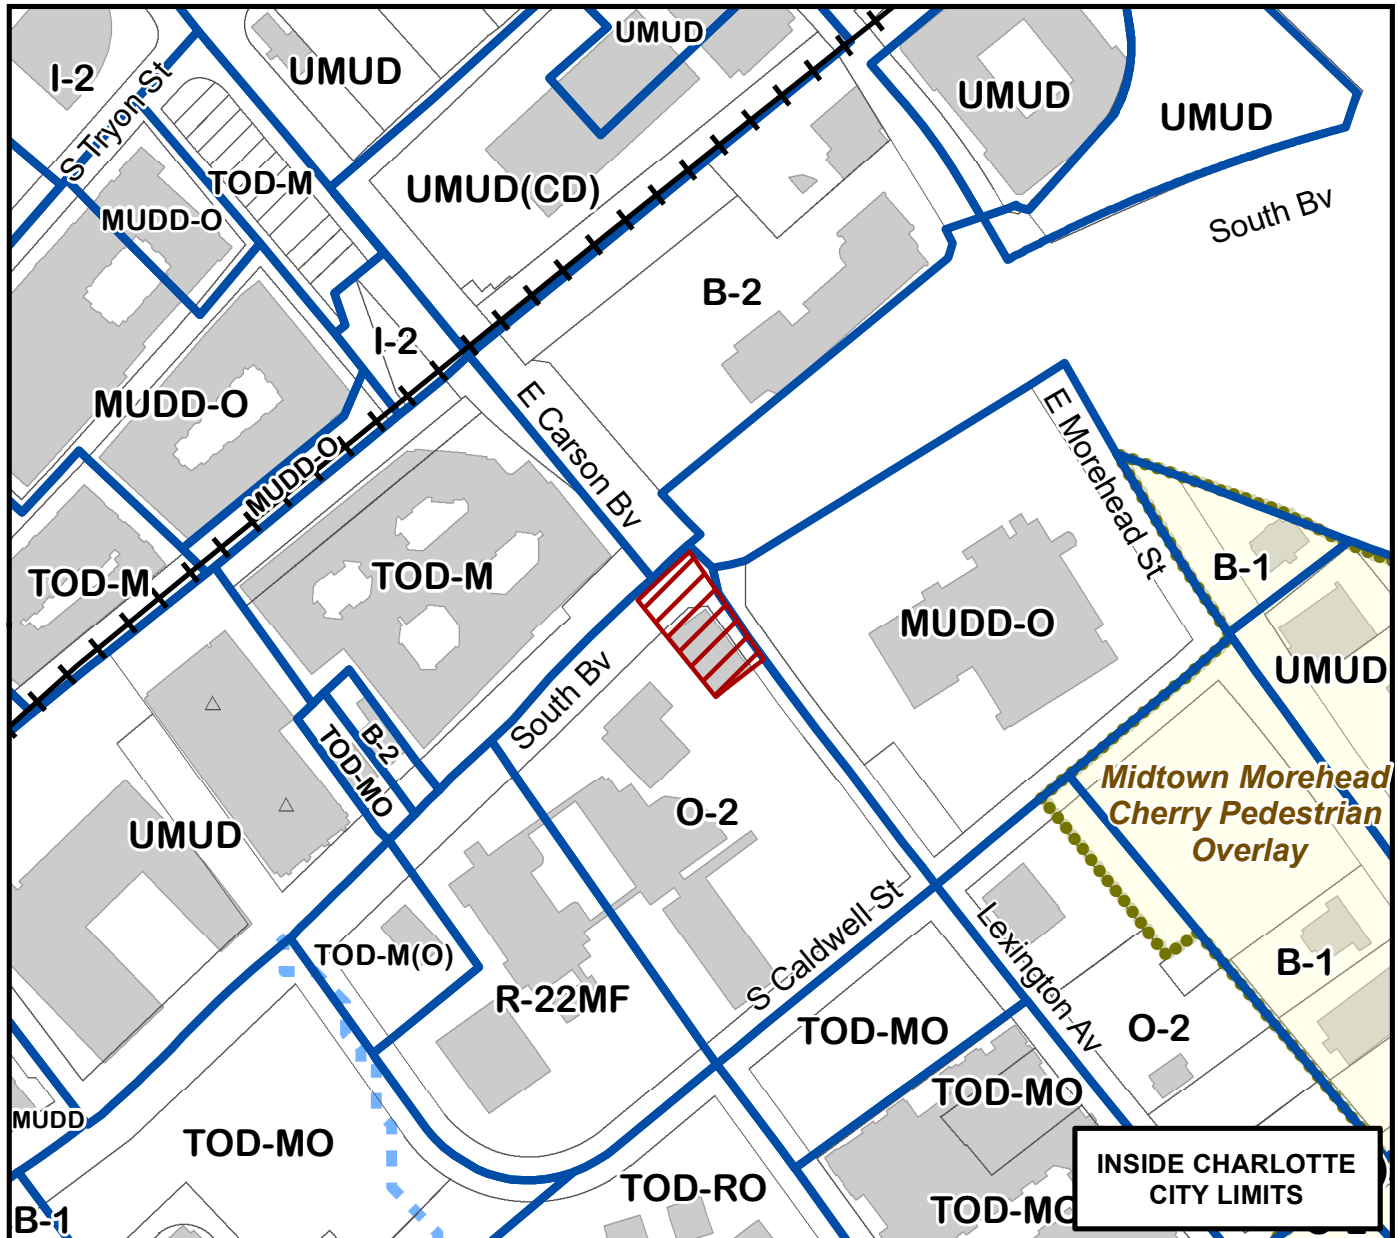 UMUD
I-2
UMUD
S Tryon St
UMUD
UMUD
TOD-M
UMUD(CD)
MUDD-O
South Bv
B-2
I-2
E Carson Bv
MUDD-O
E Morehead St
MUDD-O
TOD-M
TOD-M
B-1
MUDD-O
UMUD
South Bv
B-2
TOD-MO
Midtown Morehead
Cherry Pedestrian
Overlay
O-2
UMUD
S Caldwell St
Lexington Av
TOD-M(O)
B-1
R-22MF
TOD-MO
O-2
TOD-MO
MUDD
TOD-MO
INSIDE CHARLOTTE
CITY LIMITS
TOD-RO
TOD-MO
B-1